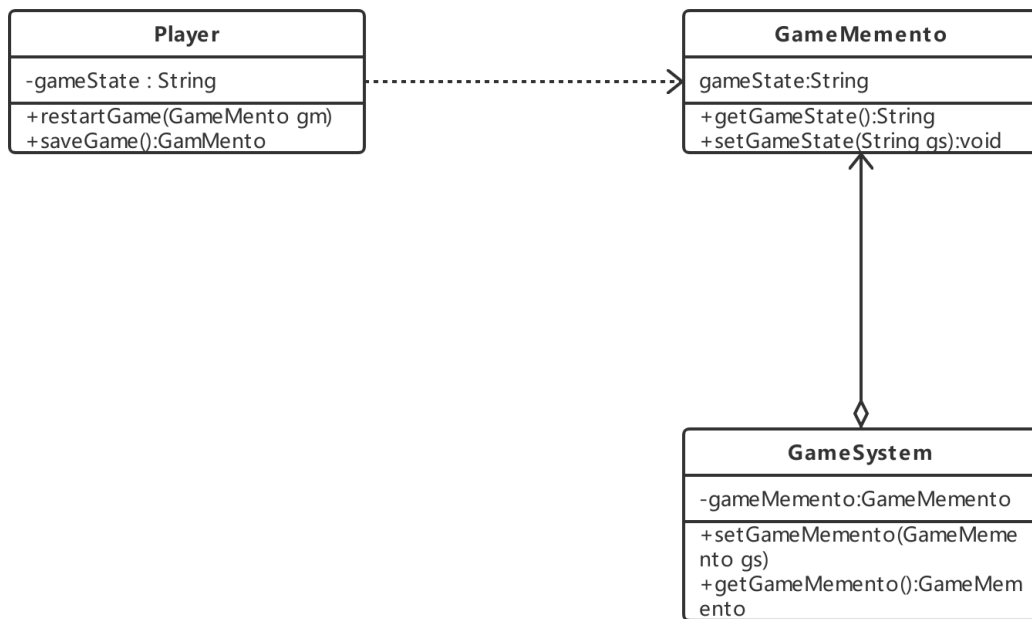 Player
-gameState : String
+restartGame(GameMento gm)
+saveGame():GamMento
GameMemento
gameState:String
+getGameState():String
+setGameState(String gs):void
GameSystem
-gameMemento:GameMemento
+setGameMemento(GameMeme
nto gs)
+getGameMemento():GameMem
ento